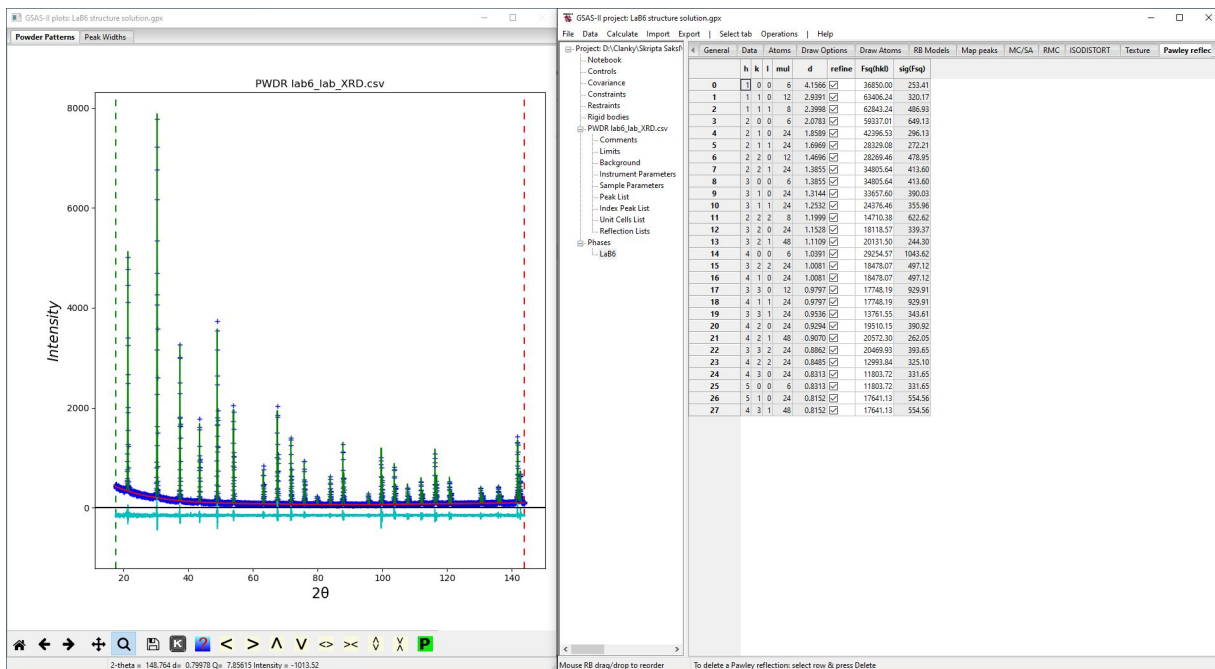 GSAS-II plots: LaB6 structure solution.gpx
Powder Patterns Peak Widths
PWDR lab6_lab_XRD.csv
8000
6000
4000
2000
0
Intensity
20 40 60 80 100 120 140
2θ
K ? < > Λ V <> >< P
2-theta = 148.764 d= 0.79978 Q= 7.85615 Intensity = -1013.52
GSAS-II project: LaB6 structure solution.gpx
File Data Calculate Import Export | Select tab Operations | Help
Project: D:\Clanky\Skripta Saksl\
Notebook
Controls
Covariance
Constraints
Restraints
Rigid bodies
PWDR lab6_lab_XRD.csv
Comments
Limits
Background
Instrument Parameters
Sample Parameters
Peak List
Index Peak List
Unit Cells List
Reflection Lists
Phases
LaB6
General Data Atoms Draw Options Draw Atoms RB Models Map peaks MC/SA RMC ISODISTORT Texture Pawley reflec
h k l mul d refine Fsq(hkl) sig(Fsq)
0 1 0 0 6 4.1566 36850.00 253.41
1 1 1 0 12 2.9391 63406.24 320.17
2 1 1 1 8 2.3998 62843.24 486.93
3 2 0 0 6 2.0783 59337.01 649.13
4 2 1 0 24 1.8589 42396.53 296.13
5 2 1 1 24 1.6969 28329.08 272.21
6 2 2 0 12 1.4696 28269.46 478.95
7 2 2 1 24 1.3855 34805.64 413.60
8 3 0 0 6 1.3855 34805.64 413.60
9 3 1 0 24 1.3144 33657.60 390.03
10 3 1 1 24 1.2532 24376.46 355.96
11 2 2 2 8 1.1999 14710.38 622.62
12 3 2 0 24 1.1528 18118.57 339.37
13 3 2 1 48 1.1109 20131.50 244.30
14 4 0 0 6 1.0391 29254.57 1043.62
15 3 2 2 24 1.0081 18478.07 497.12
16 4 1 0 24 1.0081 18478.07 497.12
17 3 3 0 12 0.9797 17748.19 929.91
18 4 1 1 24 0.9797 17748.19 929.91
19 3 3 1 24 0.9536 13761.55 343.61
20 4 2 0 24 0.9294 19510.15 390.92
21 4 2 1 48 0.9070 20572.30 262.05
22 3 3 2 24 0.8862 20469.93 393.65
23 4 2 2 24 0.8485 12993.84 325.10
24 4 3 0 24 0.8313 11803.72 331.65
25 5 0 0 6 0.8313 11803.72 331.65
26 5 1 0 24 0.8152 17641.13 554.56
27 4 3 1 48 0.8152 17641.13 554.56
Mouse RB drag/drop to reorder
To delete a Pawley reflection: select row & press Delete